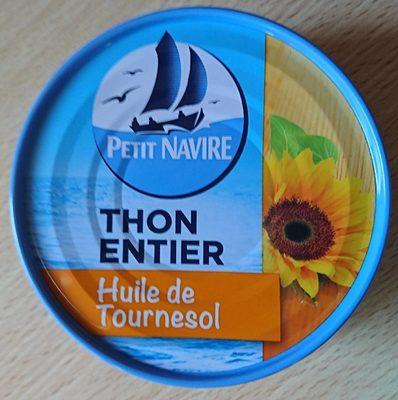 PETIT NAVIRE
THON
ENTIER
Huile de
Tournesol